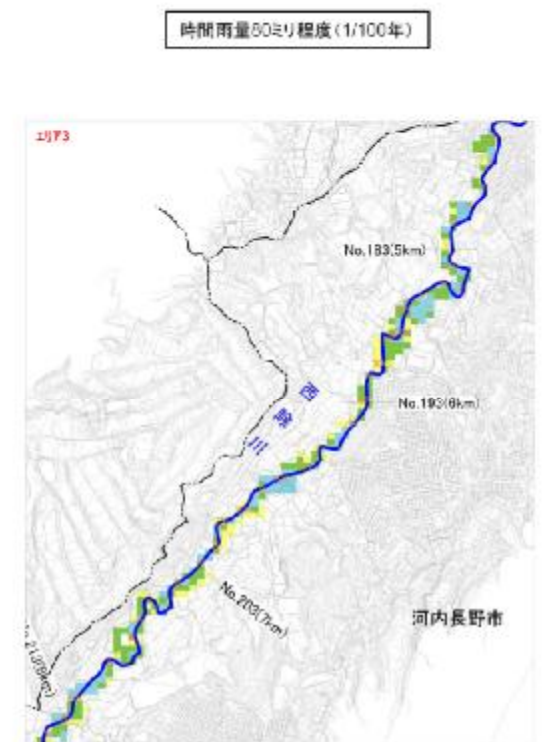 時間雨量80ミリ程度(1/100年)
エリア3
No.183(5km)
No.193(6km)
西除川
No.203(7km)
河内長野市